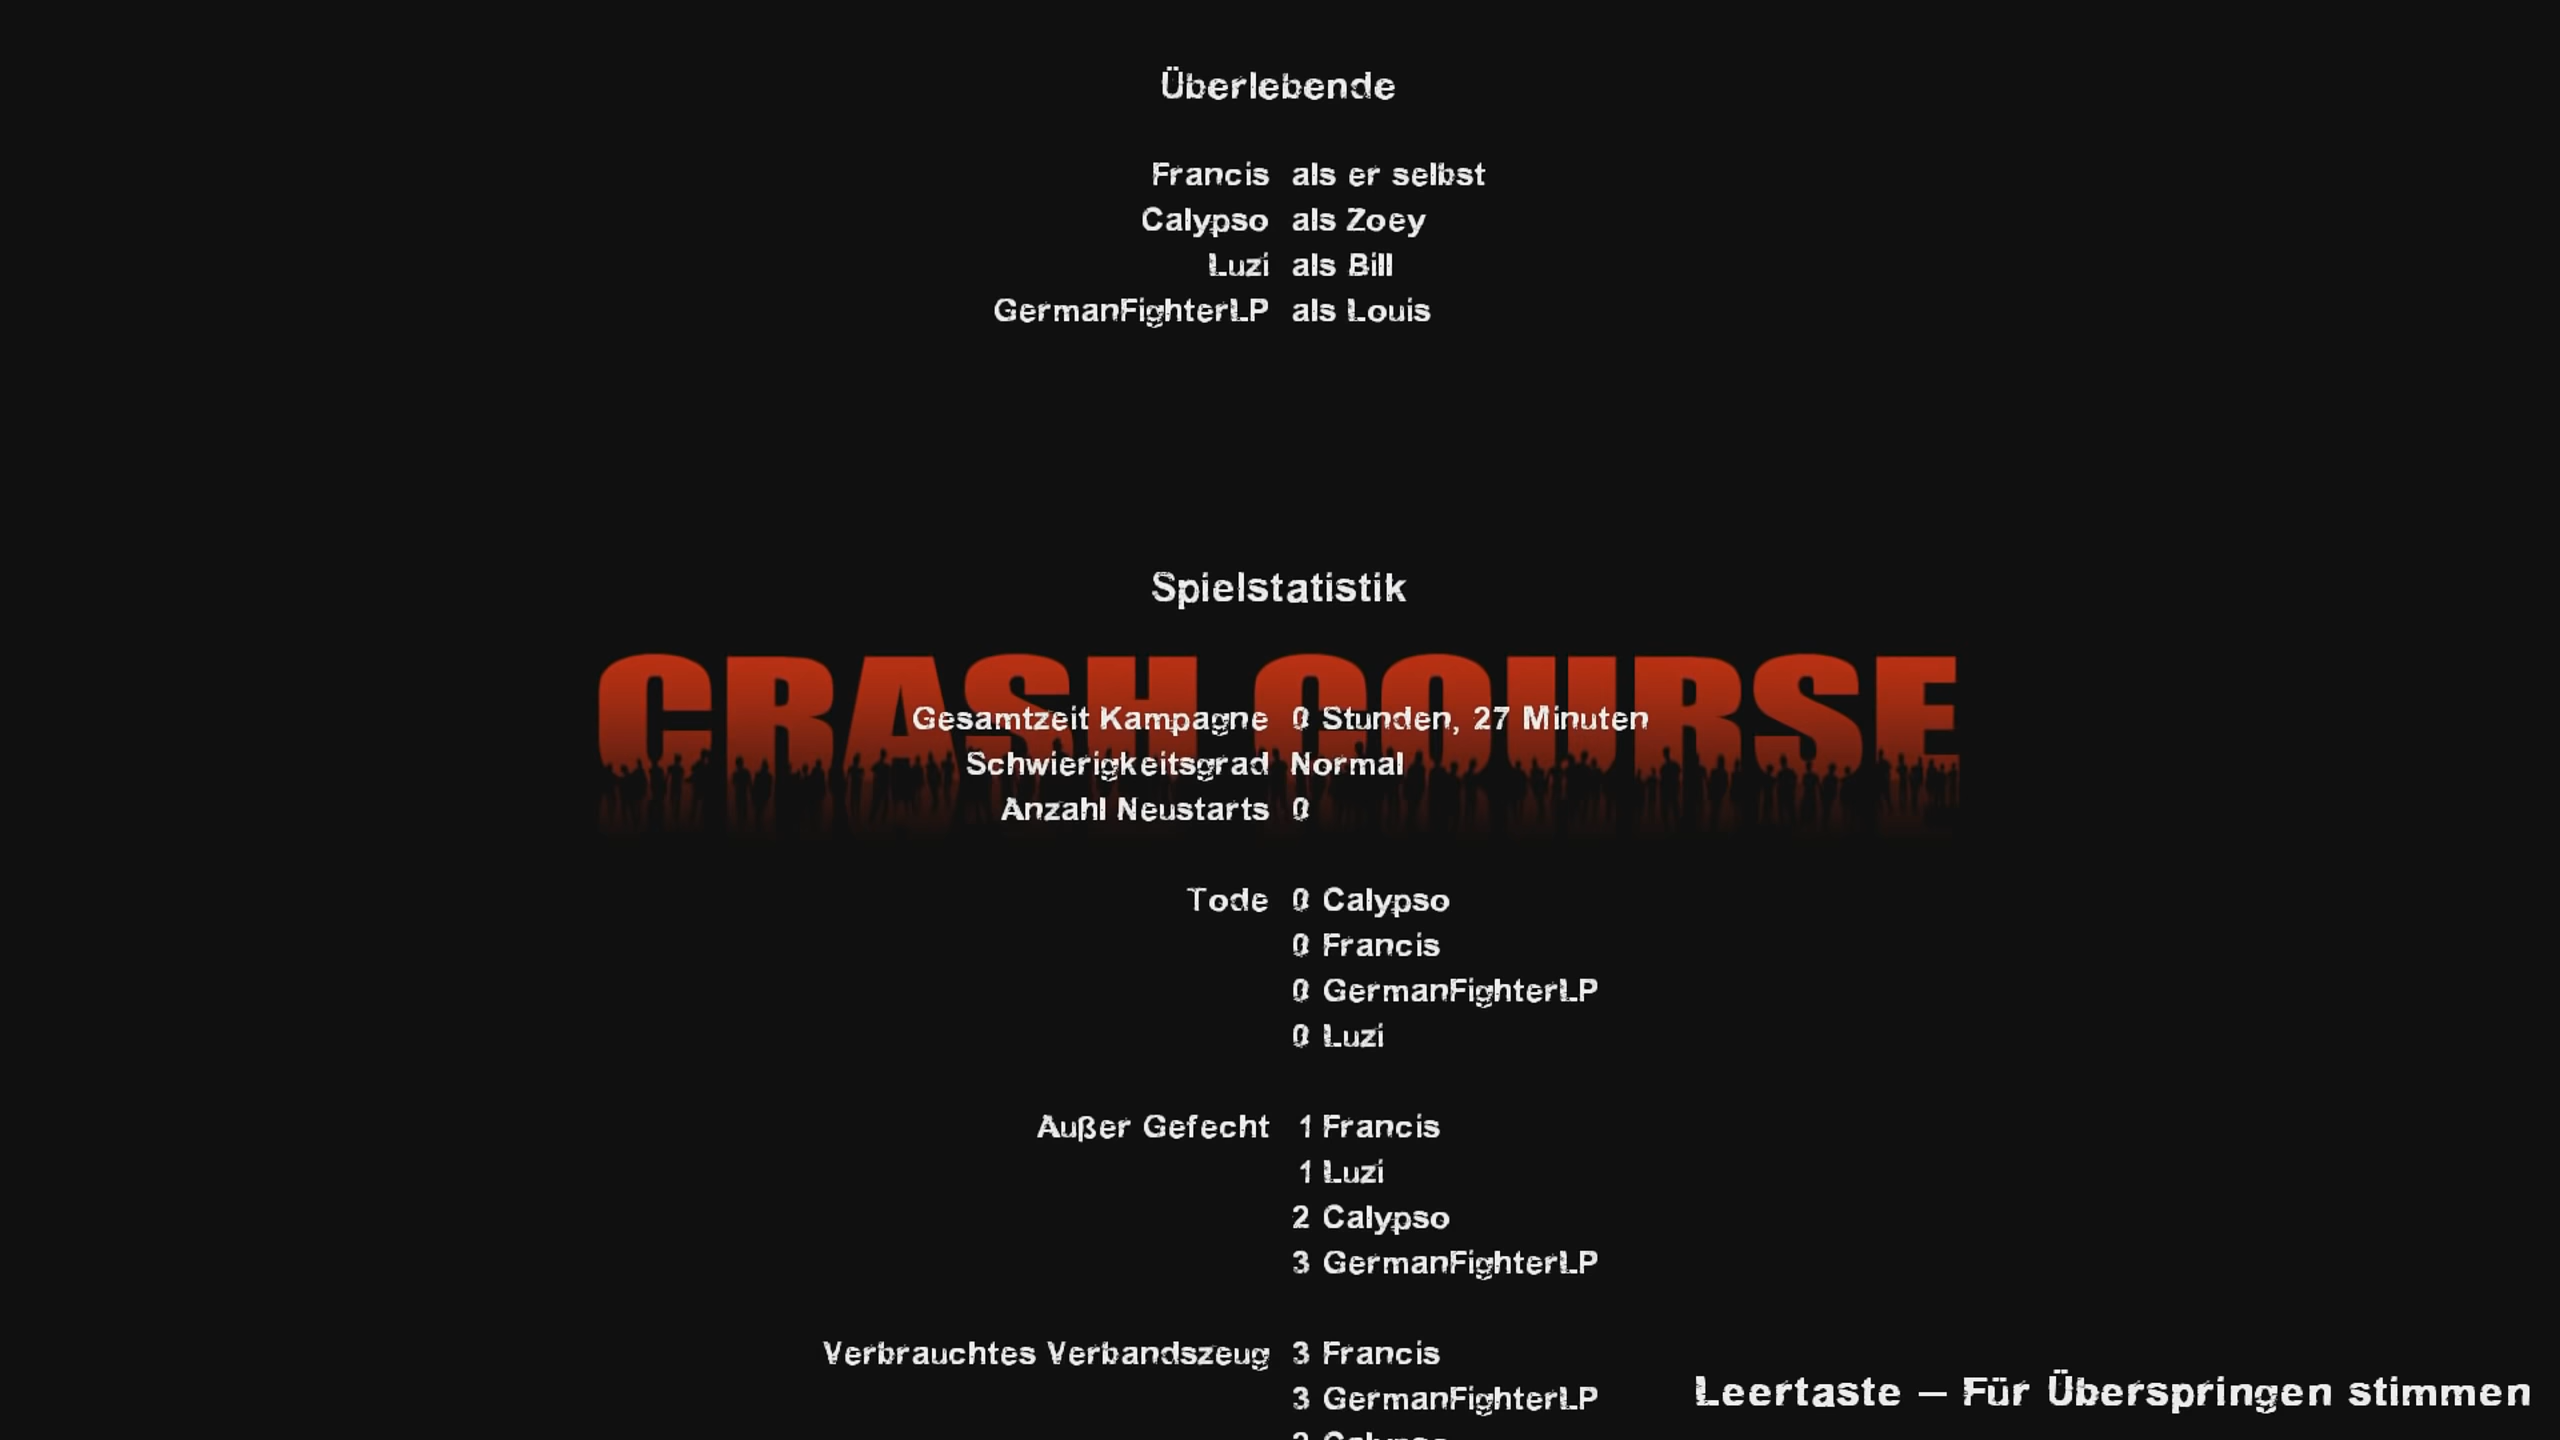 Überlebende
Francis als er selbst
Calypso als Zoey
Luzi als Bill
GermanFighterLP als Louis
Spielstatistik
CRASH COURSE
Gesamtzeit Kampagne 0 Stunden, 27 Minuten
Schwierigkeitsgrad Normal
Anzahl Neustarts 0
Tode 0 Calypso
0 Francis
0 GermanFighterLP
0 Luzi
Außer Gefecht 1 Francis
1 Luzi
2 Calypso
3 GermanFighterLP
Verbrauchtes Verbandszeug 3 Francis
3 GermanFighterLP
Leertaste – Für Überspringen stimmen